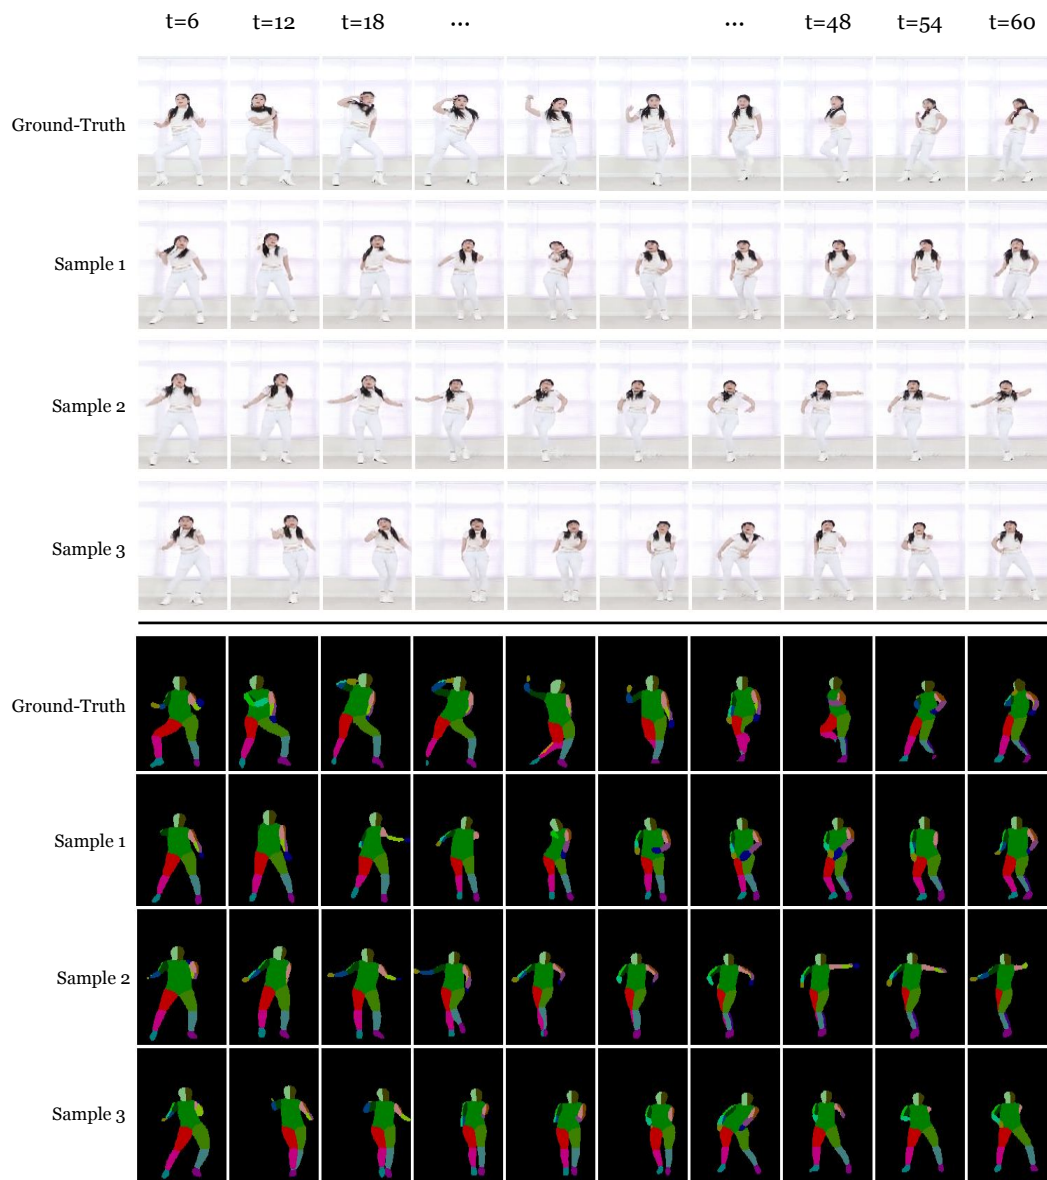 t=6 t=12 t=18 ... ... t=48 t=54 t=60
Ground-Truth
Sample 1
Sample 2
Sample 3
Ground-Truth
Sample 1
Sample 2
Sample 3